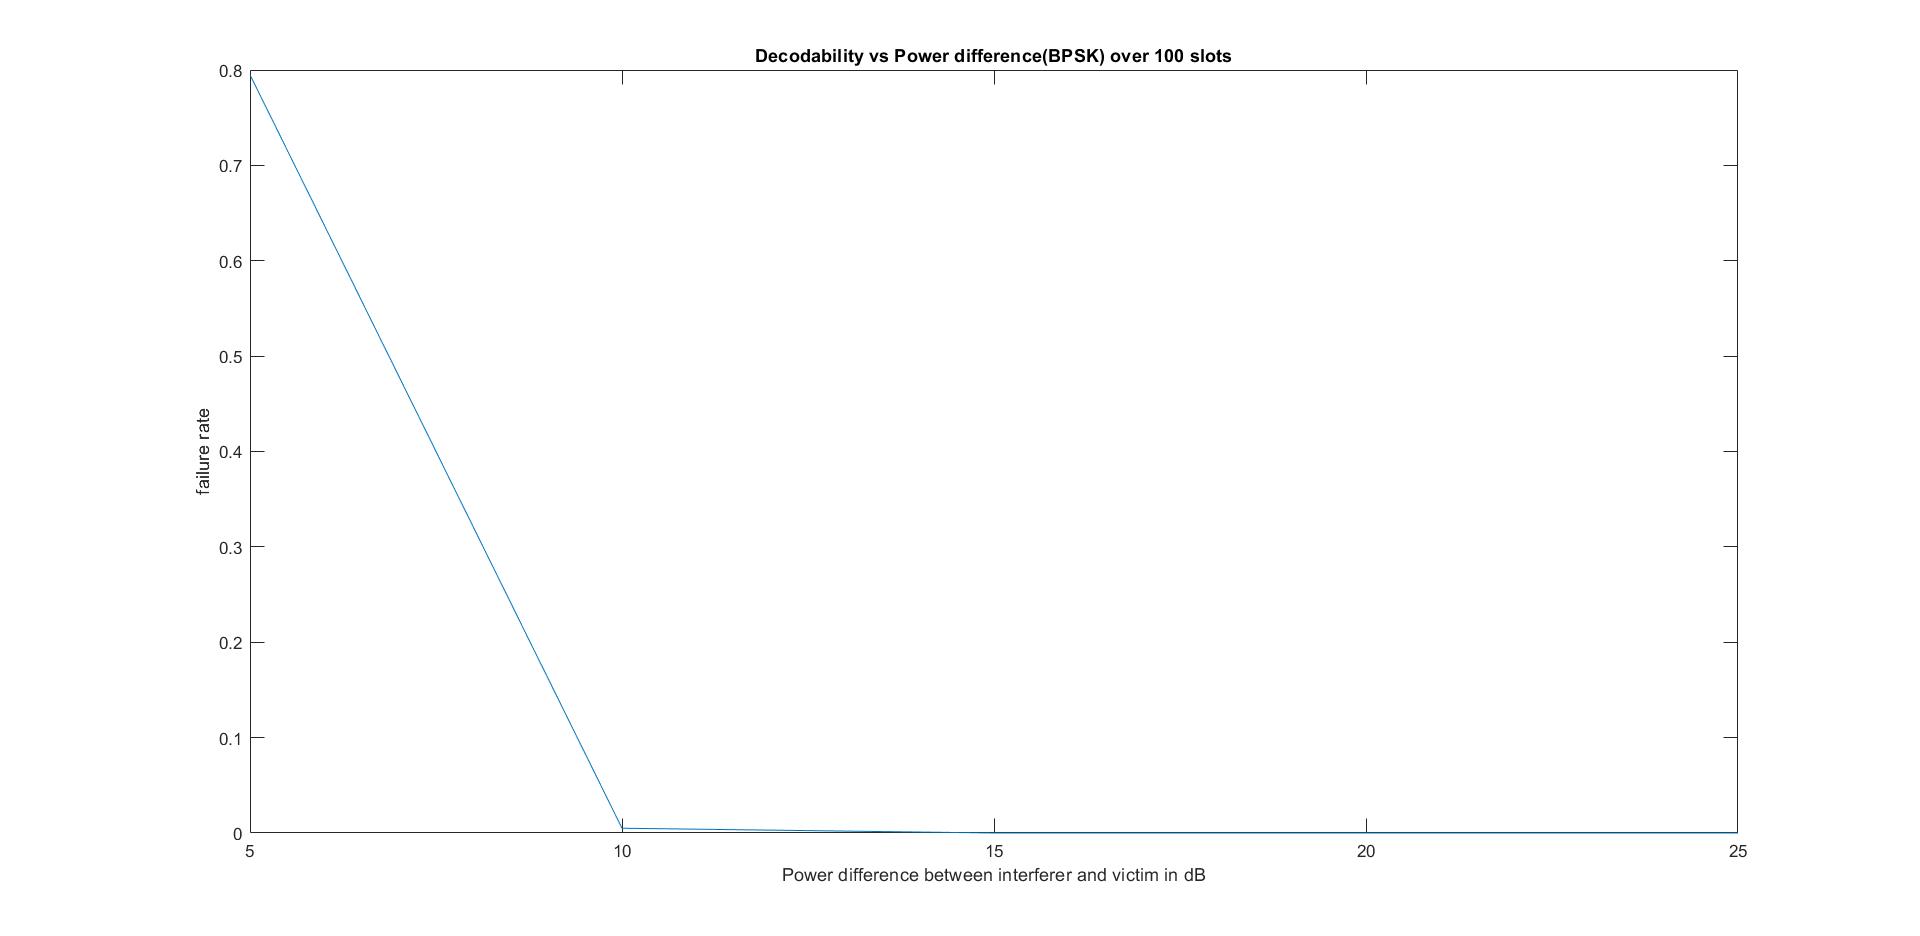 Decodability vs Power difference(BPSK) over 100 slots
0.8
0.7
0.6
0.5
0.4
0.3
0.2
0.1
0
failure rate
5 10 15 20 25
Power difference between interferer and victim in dB